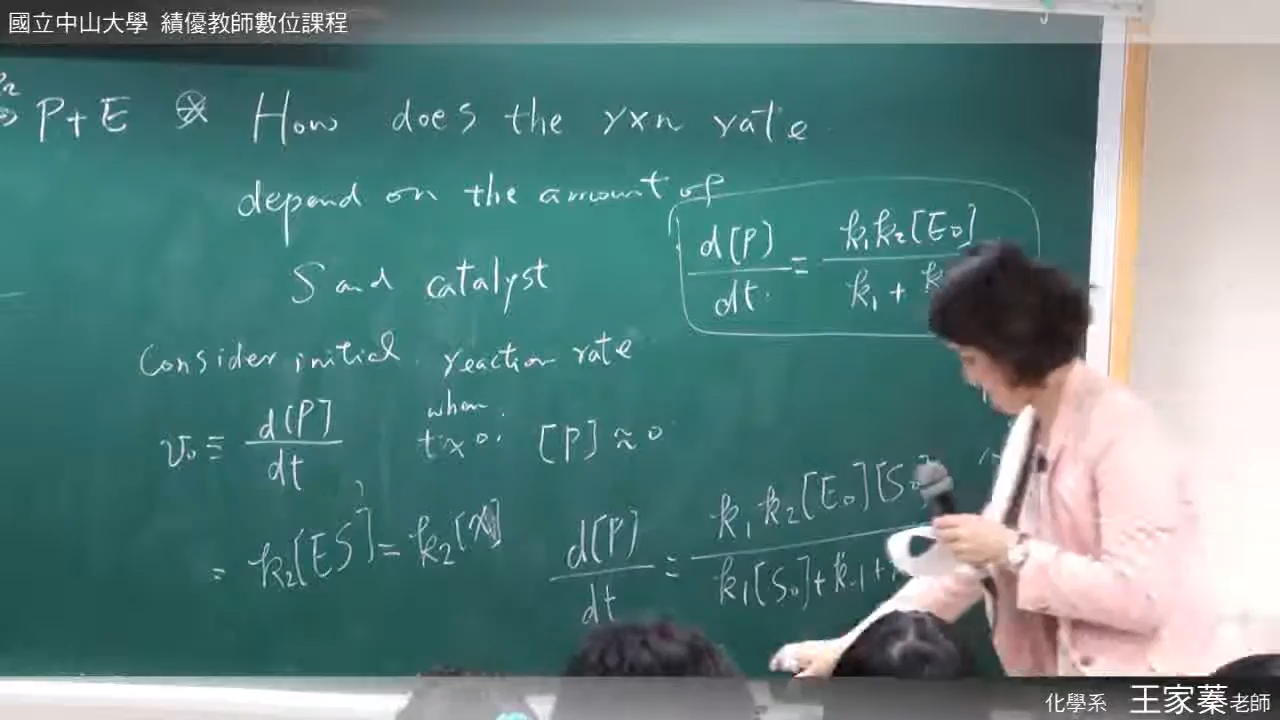 國立中山大學 績優教師數位課程
P+E ⊛ How does the rxn rate
depend on the amount of
S and catalyst
d[P]/dt = k₁k₂[E₀] / k₁ +
Consider initial reaction rate
v₀ ≡ d[P]/dt when t≈0, [P]≈0
= k₂[ES] = k₂[X]
d[P]/dt = k₁k₂[E₀][S₀] / k₁[S₀]+k₋₁+
化學系 王家蓁老師